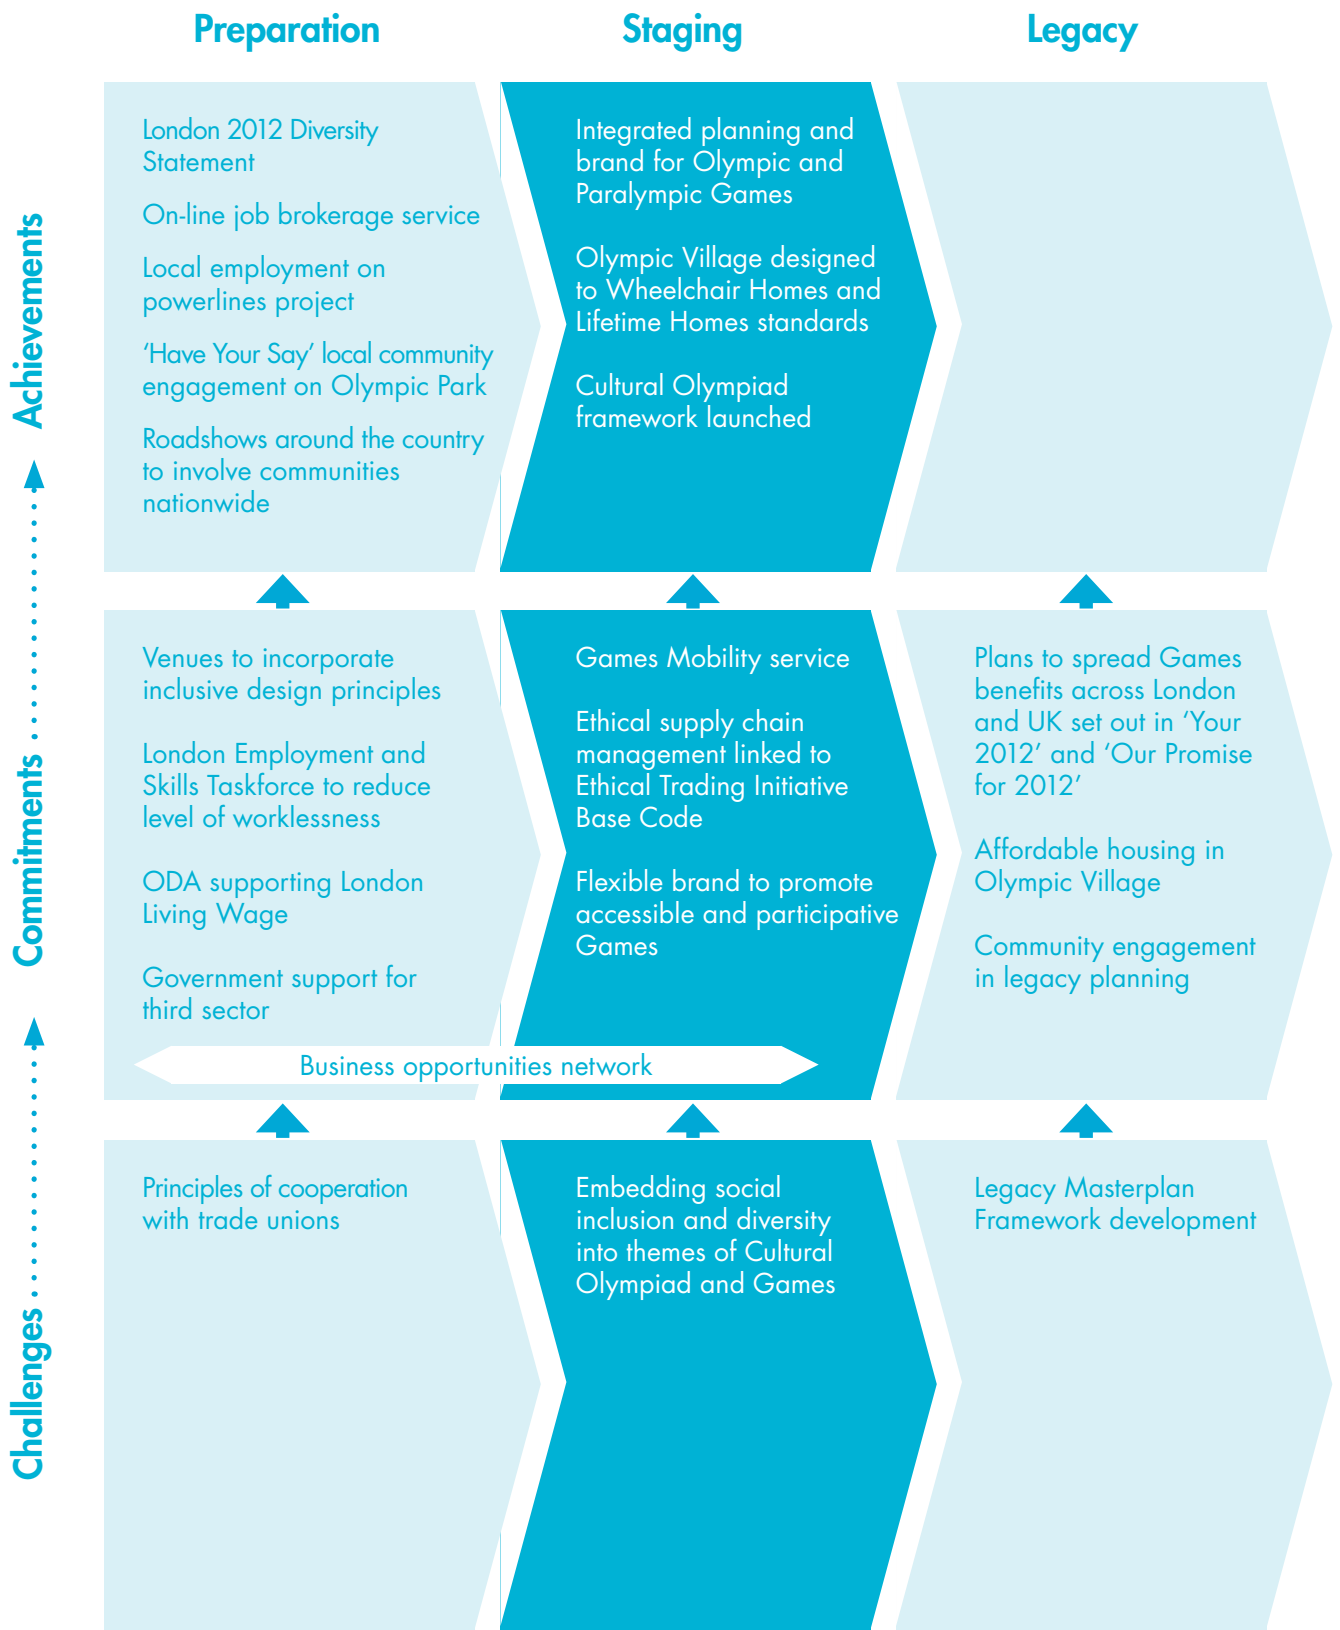 Preparation
Staging
Legacy
Achievements
London 2012 Diversity
Statement
On-line job brokerage service
Local employment on
powerlines project
‘Have Your Say’ local community
engagement on Olympic Park
Roadshows around the country
to involve communities
nationwide
Integrated planning and
brand for Olympic and
Paralympic Games
Olympic Village designed
to Wheelchair Homes and
Lifetime Homes standards
Cultural Olympiad
framework launched
Commitments
Venues to incorporate
inclusive design principles
London Employment and
Skills Taskforce to reduce
level of worklessness
ODA supporting London
Living Wage
Government support for
third sector
Games Mobility service
Ethical supply chain
management linked to
Ethical Trading Initiative
Base Code
Flexible brand to promote
accessible and participative
Games
Plans to spread Games
benefits across London
and UK set out in ‘Your
2012’ and ‘Our Promise
for 2012’
Affordable housing in
Olympic Village
Community engagement
in legacy planning
Business opportunities network
Challenges
Principles of cooperation
with trade unions
Embedding social
inclusion and diversity
into themes of Cultural
Olympiad and Games
Legacy Masterplan
Framework development